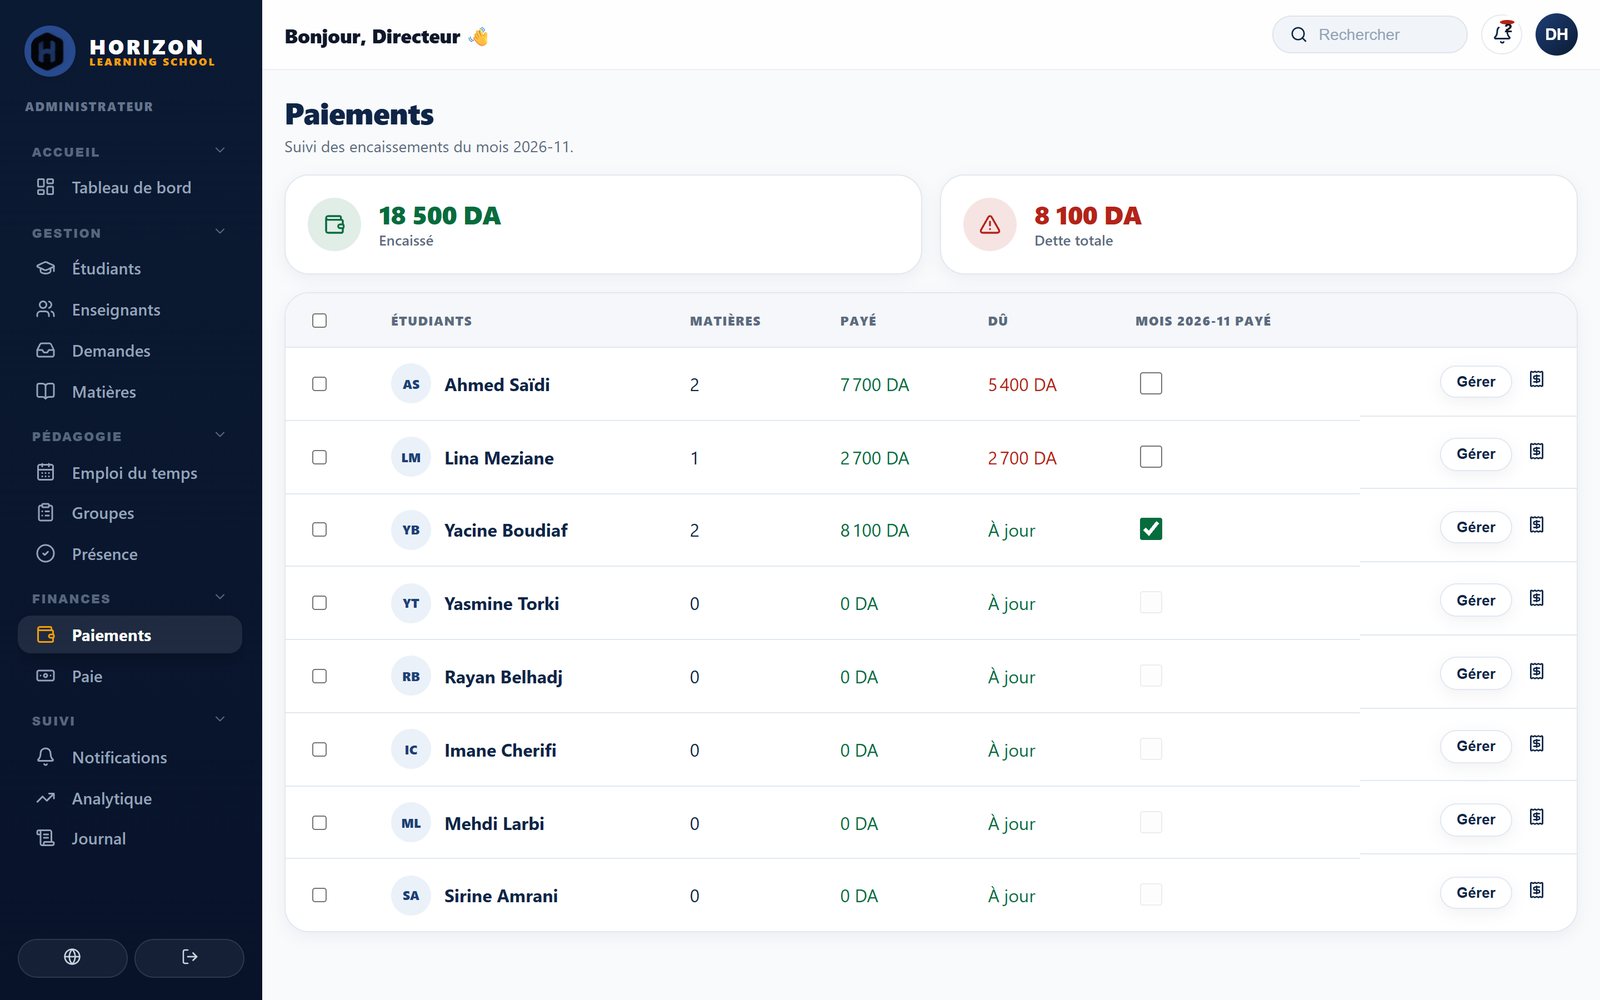 HORIZON
LEARNING SCHOOL
ADMINISTRATEUR
ACCUEIL
Tableau de bord
GESTION
Étudiants
Enseignants
Demandes
Matières
PÉDAGOGIE
Emploi du temps
Groupes
Présence
FINANCES
Paiements
Paie
SUIVI
Notifications
Analytique
Journal
Bonjour, Directeur 👋
Rechercher
2
DH
Paiements
Suivi des encaissements du mois 2026-11.
18 500 DA
Encaissé
8 100 DA
Dette totale
ÉTUDIANTS MATIÈRES PAYÉ DÛ MOIS 2026-11 PAYÉ
AS Ahmed Saïdi 2 7 700 DA 5 400 DA Gérer
LM Lina Meziane 1 2 700 DA 2 700 DA Gérer
YB Yacine Boudiaf 2 8 100 DA À jour Gérer
YT Yasmine Torki 0 0 DA À jour Gérer
RB Rayan Belhadj 0 0 DA À jour Gérer
IC Imane Cherifi 0 0 DA À jour Gérer
ML Mehdi Larbi 0 0 DA À jour Gérer
SA Sirine Amrani 0 0 DA À jour Gérer